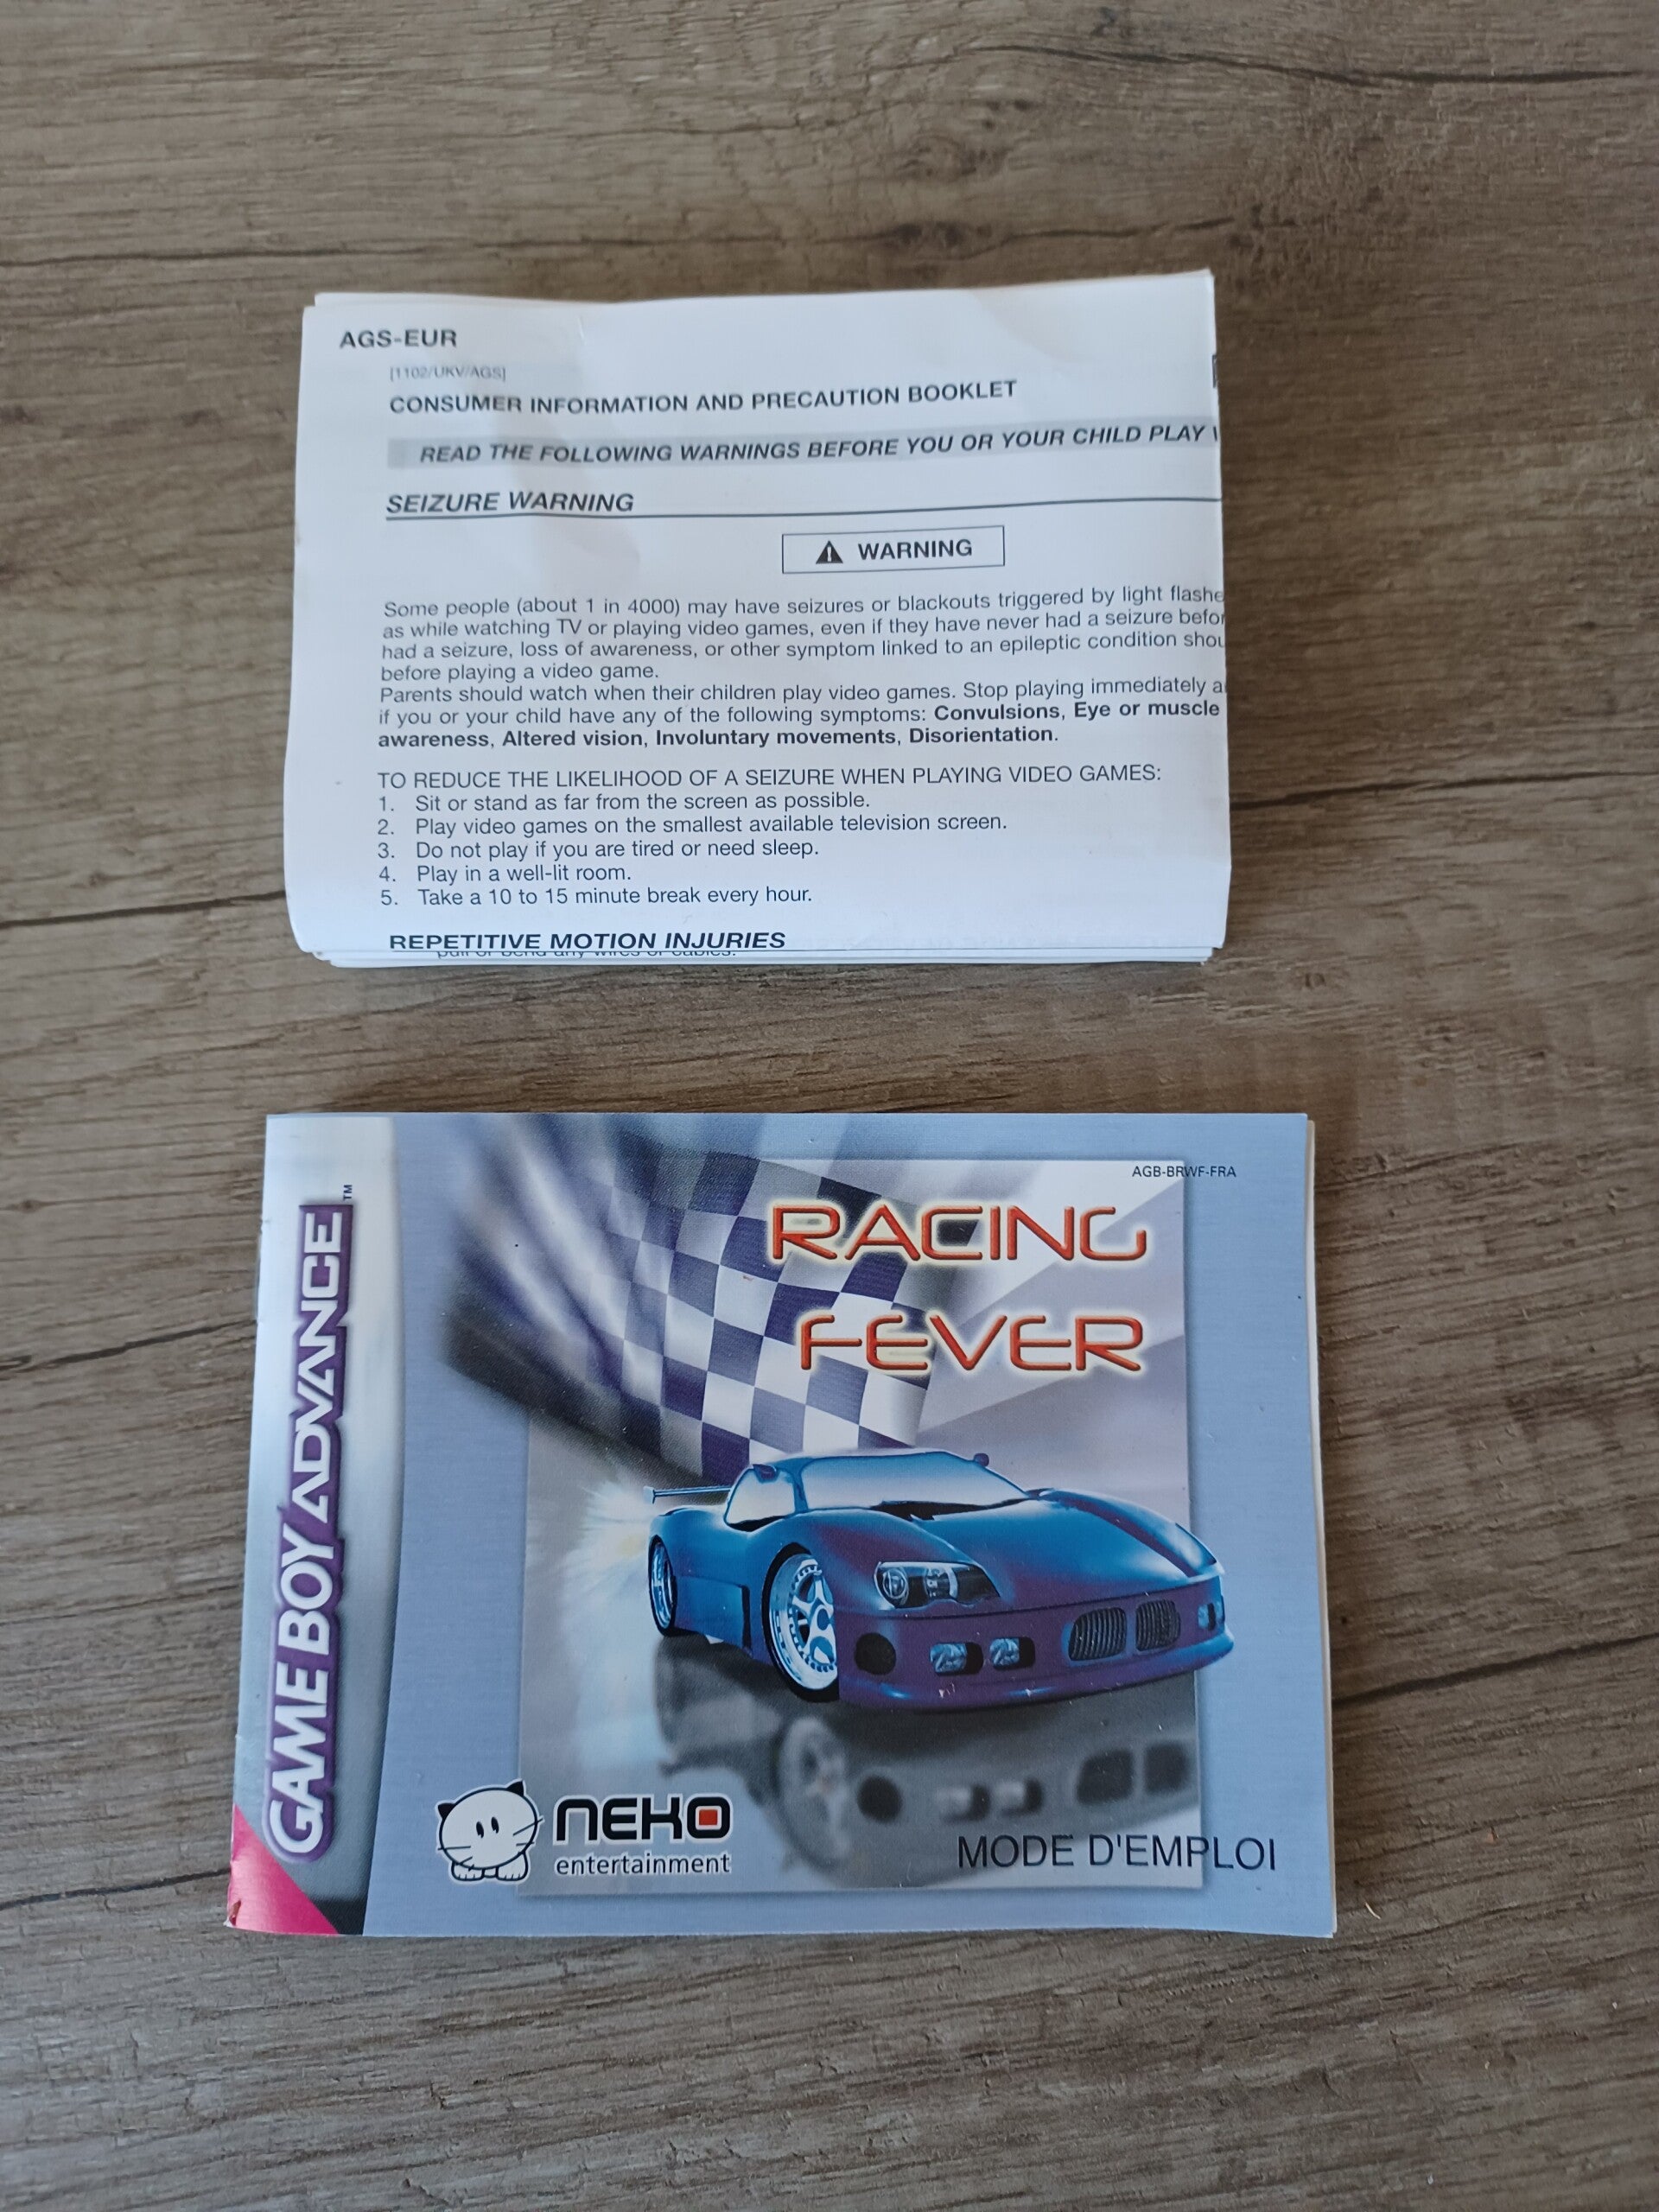 AGS-EUR
[1102/UKV/AGS]
CONSUMER INFORMATION AND PRECAUTION BOOKLET
READ THE FOLLOWING WARNINGS BEFORE YOU OR YOUR CHILD PLAY
SEIZURE WARNING
WARNING
Some people (about 1 in 4000) may have seizures or blackouts triggered by light
as while watching TV or playing video games, even if they have never had a seizure
had a seizure, loss of awareness, or other symptom linked to an epileptic condition
before playing a video game.
Parents should watch when their children play video games. Stop playing immediately
if you or your child have any of the following symptoms: Convulsions, Eye or muscle
awareness, Altered vision, Involuntary movements, Disorientation.
TO REDUCE THE LIKELIHOOD OF A SEIZURE WHEN PLAYING VIDEO GAMES:
1. Sit or stand as far from the screen as possible.
2. Play video games on the smallest available television screen.
3. Do not play if you are tired or need sleep.
4. Play in a well-lit room.
5. Take a 10 to 15 minute break every hour.
REPETITIVE MOTION INJURIES
pull or bend any wires or cables.
GAME BOY ADVANCE™
AGB-BRWF-FRA
RACING
FEVER
NEKO
entertainment
MODE D'EMPLOI